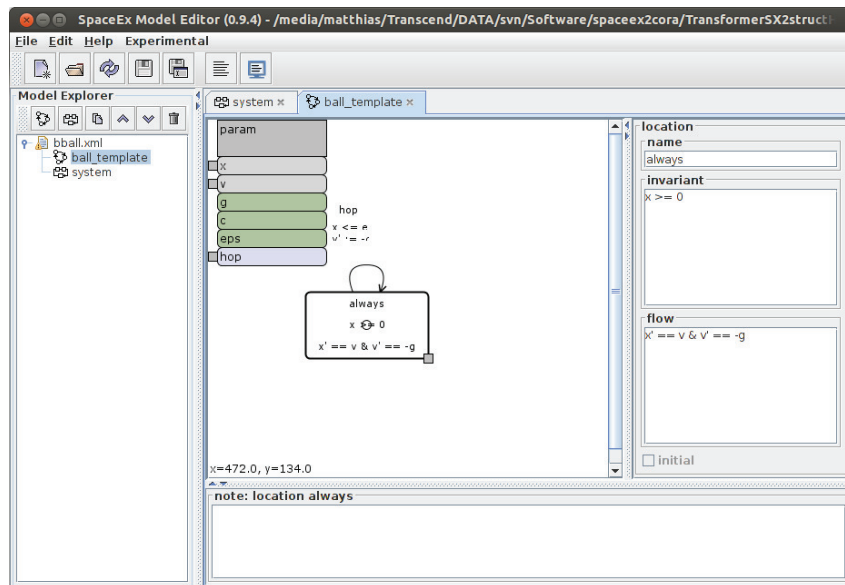 SpaceEx Model Editor (0.9.4) - /media/matthias/Transcend/DATA/svn/Software/spaceex2cora/TransformerSX2struct
File Edit Help Experimental
Model Explorer
bball.xml
ball_template
system
system ×
ball_template ×
param
x
v
g
c
eps
hop
hop
x <= e
v' := -c
always
x >= 0
x' == v & v' == -g
x=472.0, y=134.0
location
name
always
invariant
x >= 0
flow
x' == v & v' == -g
initial
note: location always